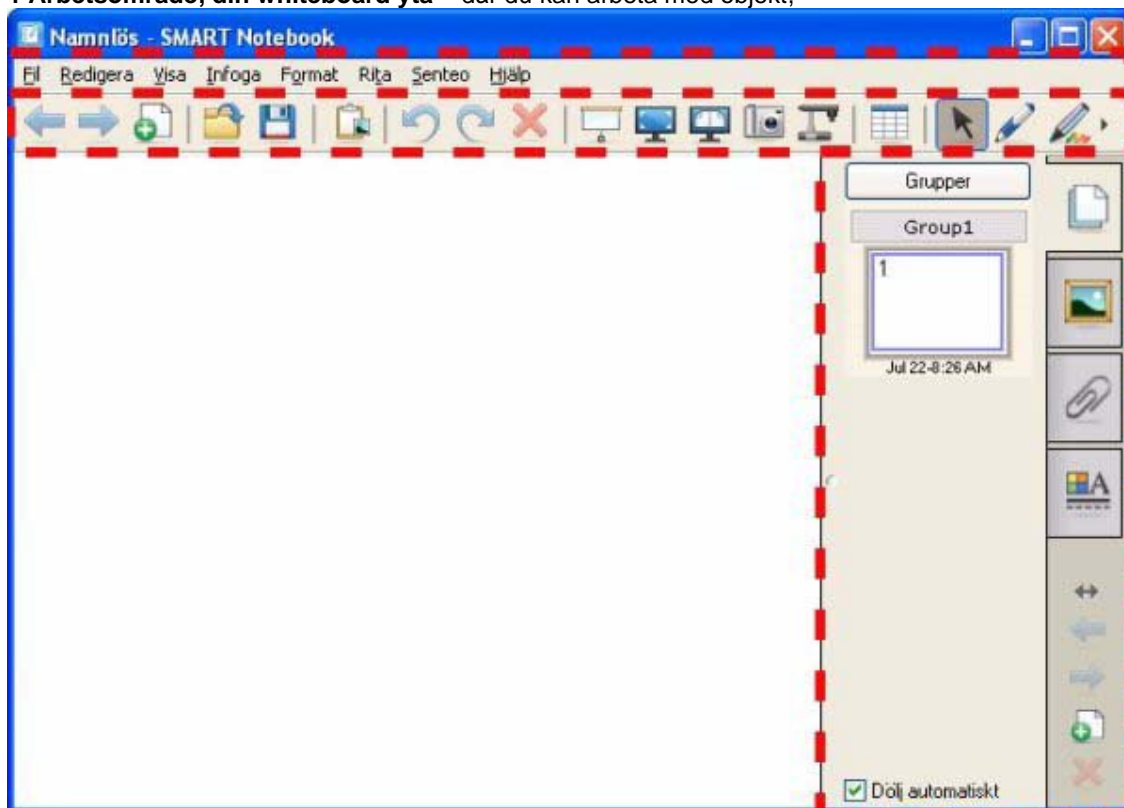 1 Arbetsområde, din whiteboard yta – där du kan arbeta med objekt,
Namnlös - SMART Notebook
Fil Redigera Visa Infoga Format Rita Senteo Hjälp
Grupper
Group1
1
Jul 22-8:26 AM
A
Dölj automatiskt